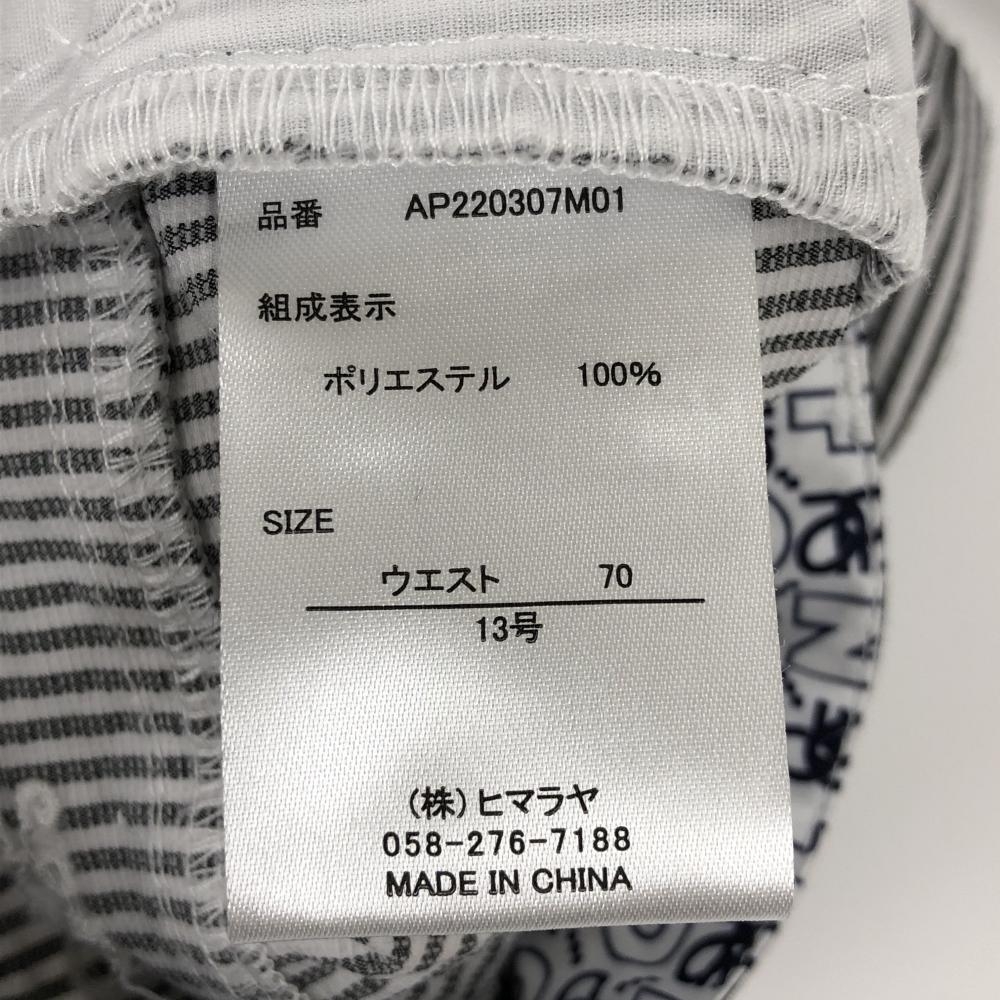 品番 AP220307M01
組成表示
ポリエステル 100%
SIZE
ウエスト 70
13号
(株)ヒマラヤ
058-276-7188
MADE IN CHINA